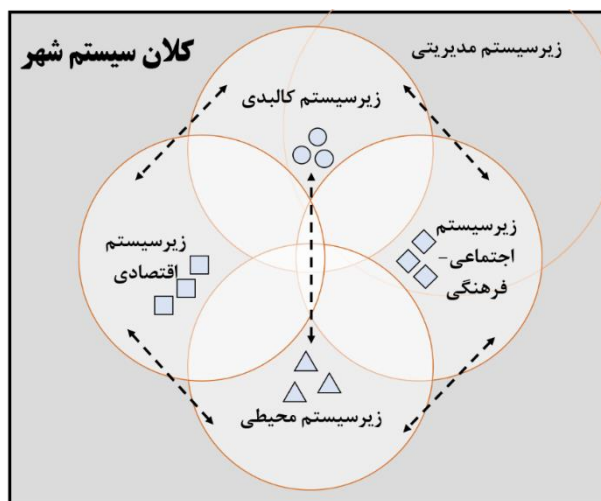 کلان سیستم شهر
زیرسیستم مدیریتی
زیرسیستم کالبدی
زیرسیستم
اجتماعی-
فرهنگی
زیرسیستم
اقتصادی
زیرسیستم محیطی